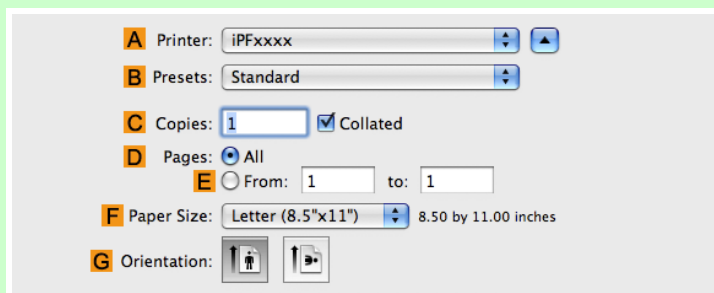 A Printer: iPFxxxx
B Presets: Standard
C Copies: 1 Collated
D Pages: All
E From: 1 to: 1
F Paper Size: Letter (8.5"x11") 8.50 by 11.00 inches
G Orientation: